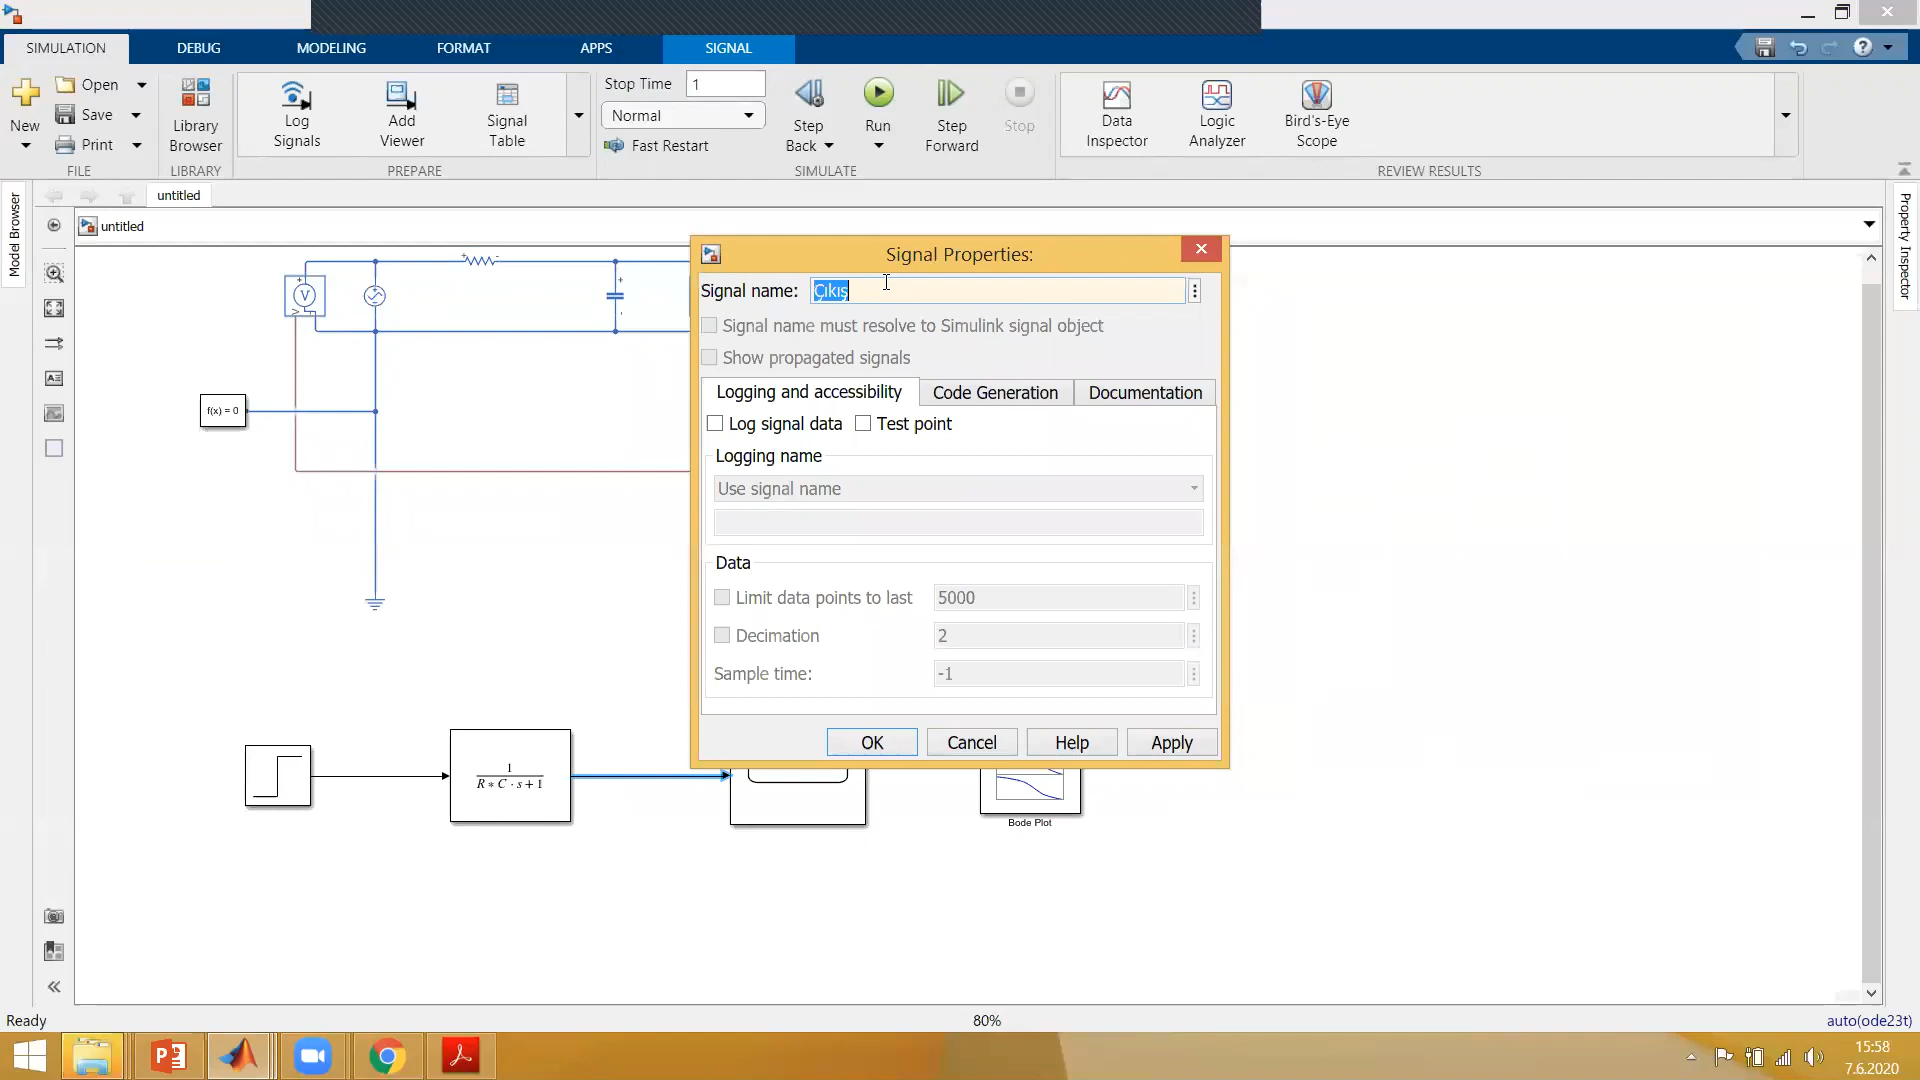 SIMULATION DEBUG MODELING FORMAT APPS SIGNAL
New
Open
Save
Print
FILE
Library
Browser
LIBRARY
Log
Signals
Add
Viewer
Signal
Table
PREPARE
Stop Time 1
Normal
Fast Restart
Step
Back
Run
Step
Forward
Stop
SIMULATE
Data
Inspector
Logic
Analyzer
Bird's-Eye
Scope
REVIEW RESULTS
Model Browser
Property Inspector
untitled
untitled
V
f(x) = 0
Signal Properties:
Signal name: Çıkış
Signal name must resolve to Simulink signal object
Show propagated signals
Logging and accessibility Code Generation Documentation
Log signal data Test point
Logging name
Use signal name
Data
Limit data points to last 5000
Decimation 2
Sample time: -1
OK Cancel Help Apply
1
R * C · s + 1
Bode Plot
Ready 80% auto(ode23t)
15:58
7.6.2020